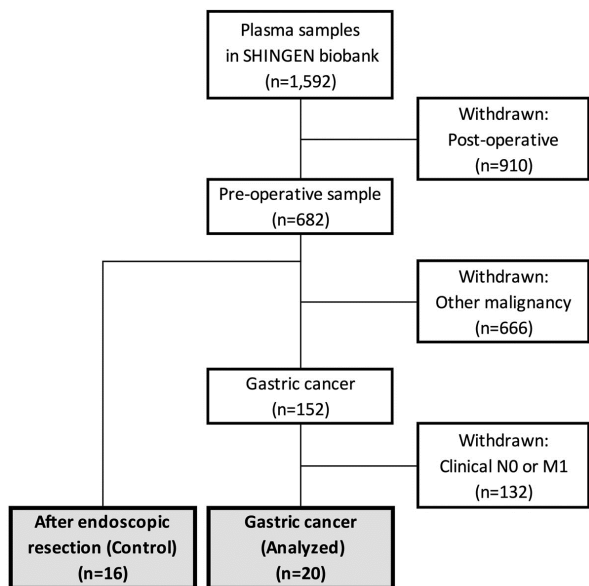 Plasma samples
in SHINGEN biobank
(n=1,592)
Withdrawn:
Post-operative
(n=910)
Pre-operative sample
(n=682)
Withdrawn:
Other malignancy
(n=666)
Gastric cancer
(n=152)
Withdrawn:
Clinical N0 or M1
(n=132)
After endoscopic
resection (Control)
(n=16)
Gastric cancer
(Analyzed)
(n=20)